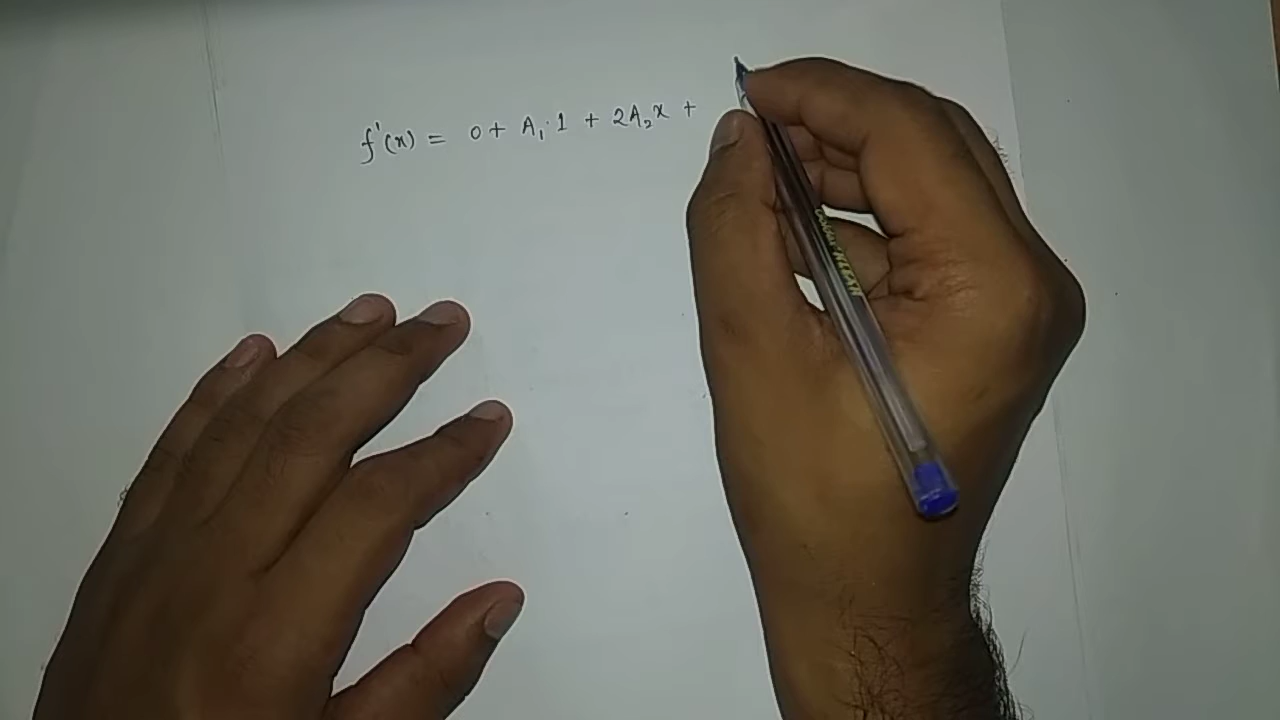 f'(x) = 0 + A₁·1 + 2A₂x +